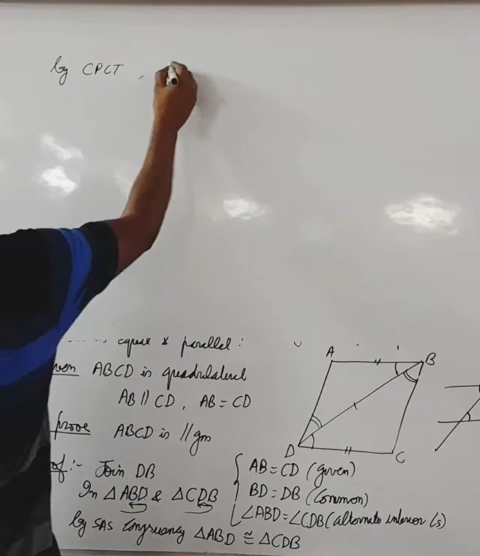 by CPCT ,
equal & parallel :
ABCD is quadrilateral
AB // CD , AB = CD
prove ABCD is //gm
Join DB
In △ABD & △CDB
by SAS congruency △ABD ≅ △CDB
AB = CD (given)
BD = DB (common)
∠ABD = ∠CDB (alternate interior ∠s)
A
B
D
C